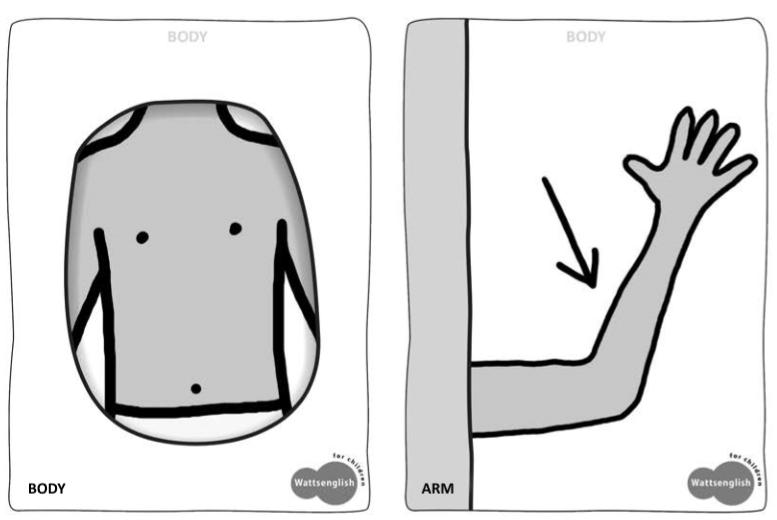 BODY
for children
Wattsenglish
BODY
BODY
for children
Wattsenglish
ARM